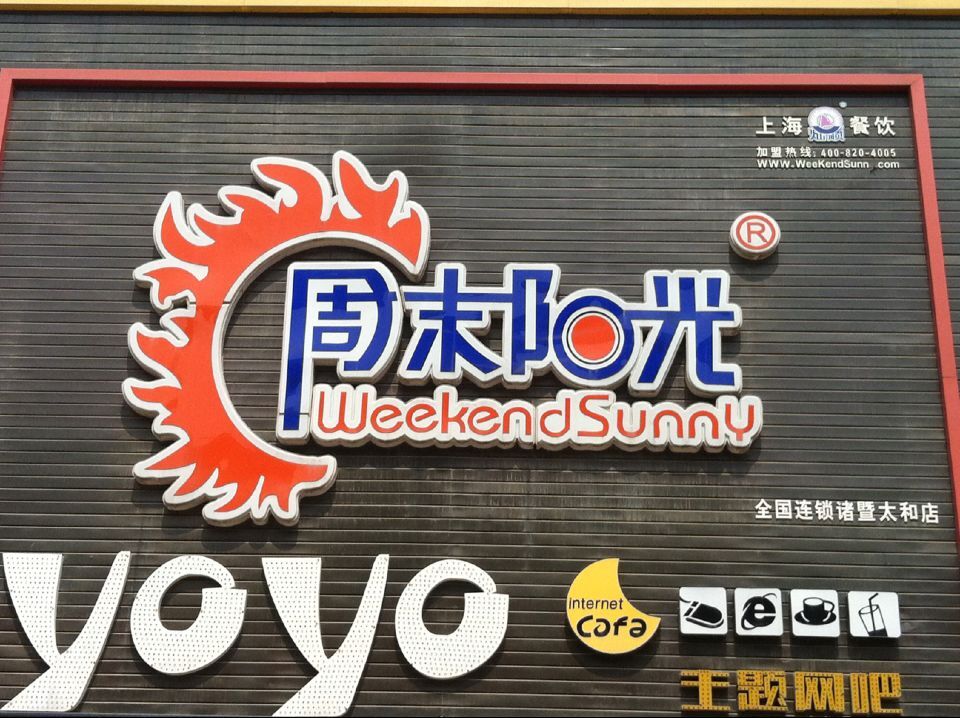 上海 餐饮
加盟热线: 400-820-4005
WWW.WeeKendSunn com
®
周末阳光
WeekendSunny
全国连锁诸暨太和店
yoyo
Internet
Cafa
主题网吧